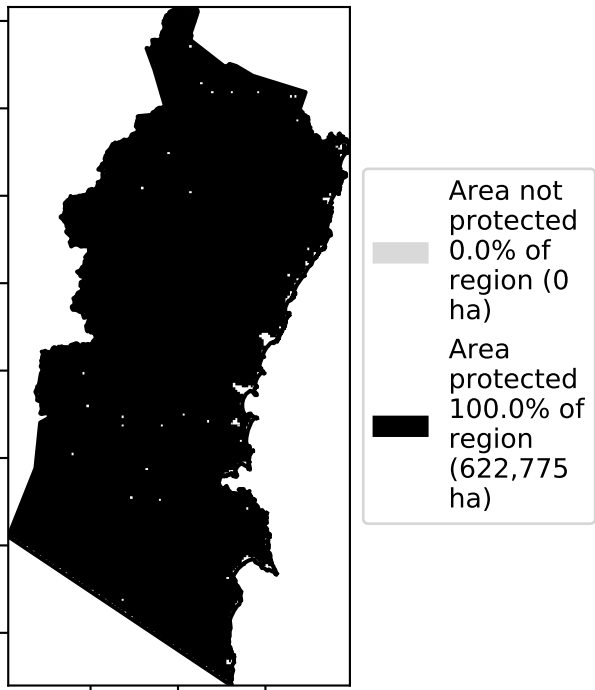 Area not
protected
0.0% of
region (0
ha)
Area
protected
100.0% of
region
(622,775
ha)